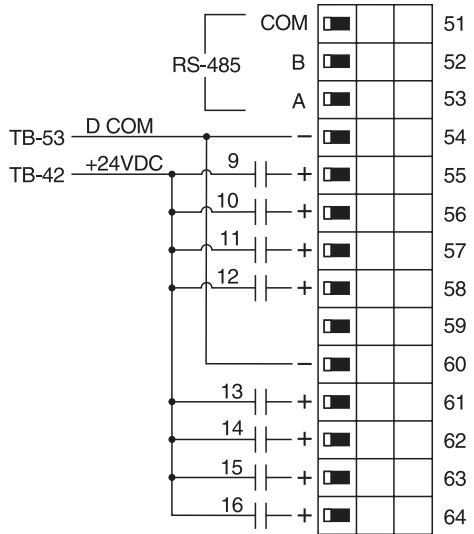 COM 51
RS-485 B 52
A 53
TB-53 D COM − 54
TB-42 +24VDC 9 + 55
10 + 56
11 + 57
12 + 58
59
− 60
13 + 61
14 + 62
15 + 63
16 + 64